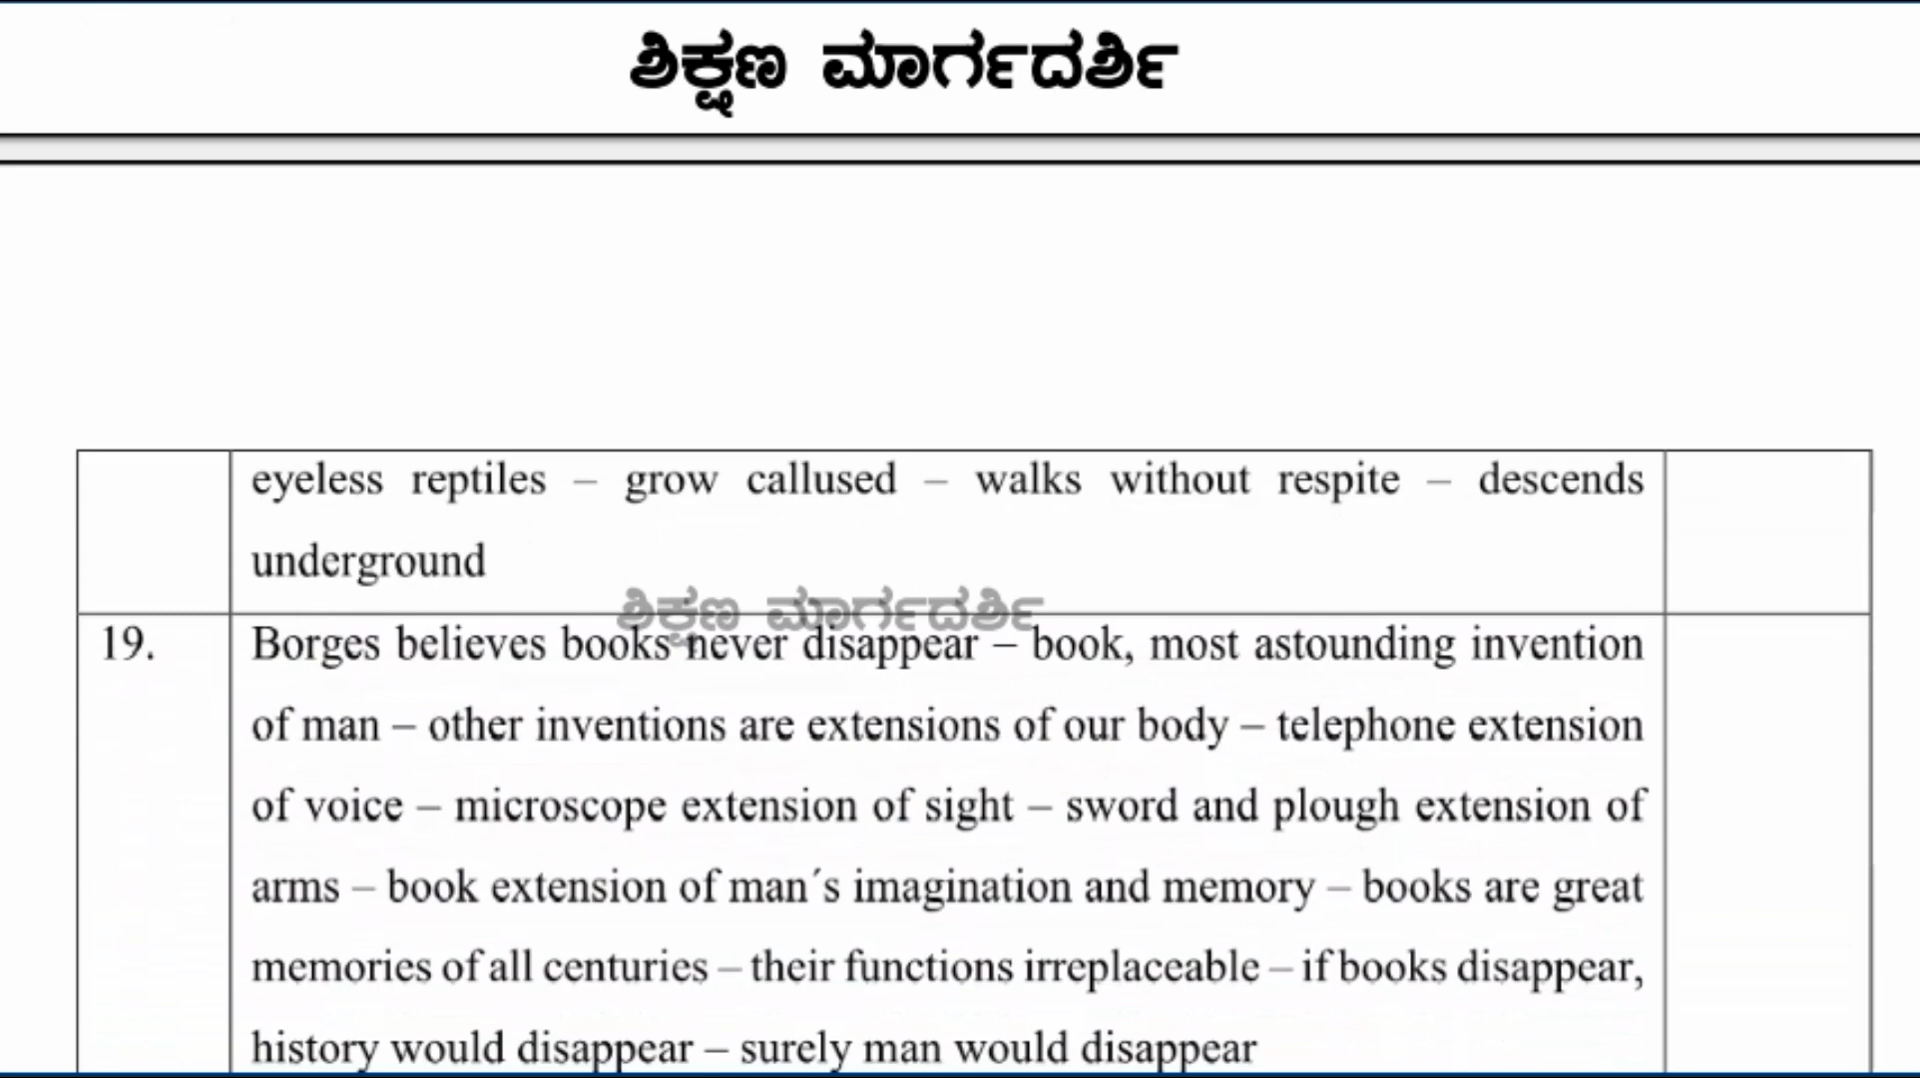 ಶಿಕ್ಷಣ ಮಾರ್ಗದರ್ಶಿ
eyeless reptiles – grow callused – walks without respite – descends
underground
ಶಿಕ್ಷಣ ಮಾರ್ಗದರ್ಶಿ
19. Borges believes books never disappear – book, most astounding invention
of man – other inventions are extensions of our body – telephone extension
of voice – microscope extension of sight – sword and plough extension of
arms – book extension of man´s imagination and memory – books are great
memories of all centuries – their functions irreplaceable – if books disappear,
history would disappear – surely man would disappear